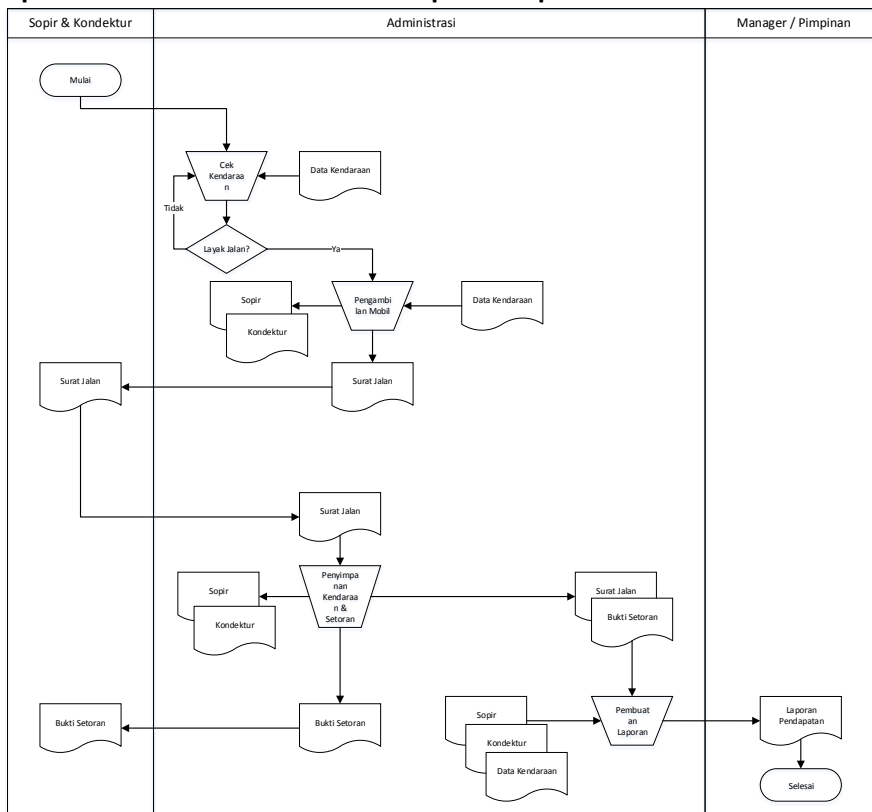 Sopir & Kondektur
Administrasi
Manager / Pimpinan
Mulai
Cek
Kendaraa
n
Data Kendaraan
Tidak
Layak Jalan?
Ya
Sopir
Kondektur
Pengambi
lan Mobil
Data Kendaraan
Surat Jalan
Surat Jalan
Surat Jalan
Sopir
Kondektur
Penyimpa
nan
Kendaraa
n &
Setoran
Surat Jalan
Bukti Setoran
Bukti Setoran
Bukti Setoran
Sopir
Kondektur
Data Kendaraan
Pembuat
an
Laporan
Laporan
Pendapatan
Selesai